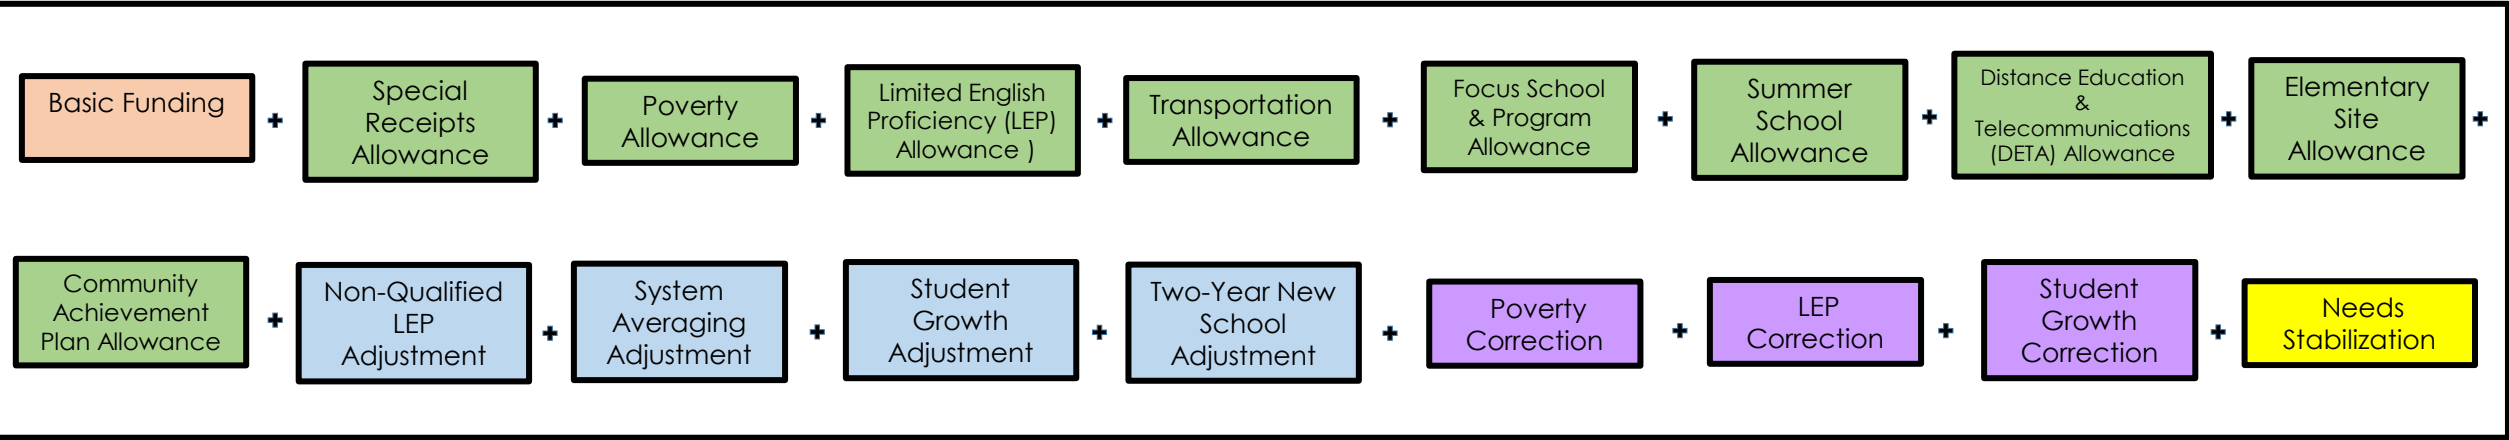 Basic Funding
+
Special
Receipts
Allowance
+
Poverty
Allowance
+
Limited English
Proficiency (LEP)
Allowance )
+
Transportation
Allowance
+
Focus School
& Program
Allowance
+
Summer
School
Allowance
+
Distance Education
&
Telecommunications
(DETA) Allowance
+
Elementary
Site
Allowance
+
Community
Achievement
Plan Allowance
+
Non-Qualified
LEP
Adjustment
+
System
Averaging
Adjustment
+
Student
Growth
Adjustment
+
Two-Year New
School
Adjustment
+
Poverty
Correction
+
LEP
Correction
+
Student
Growth
Correction
+
Needs
Stabilization